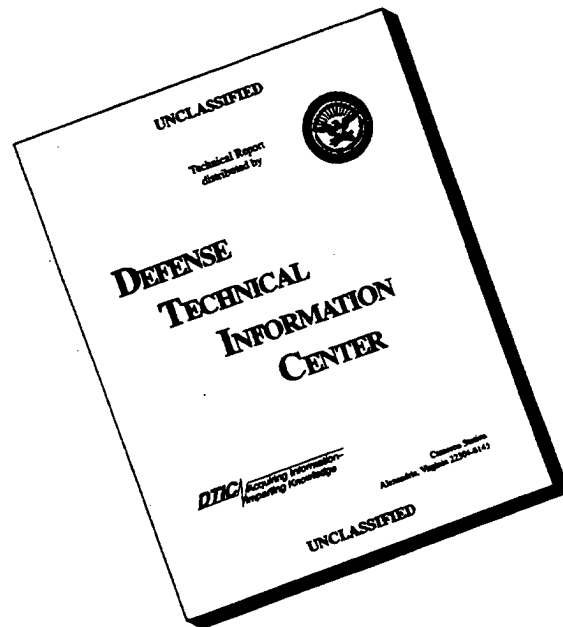 UNCLASSIFIED
Technical Report
distributed by
DEFENSE
TECHNICAL
INFORMATION
CENTER
DTIC
Acquiring Information-
Imparting Knowledge
Cameron Station
Alexandria, Virginia 22304-6145
UNCLASSIFIED